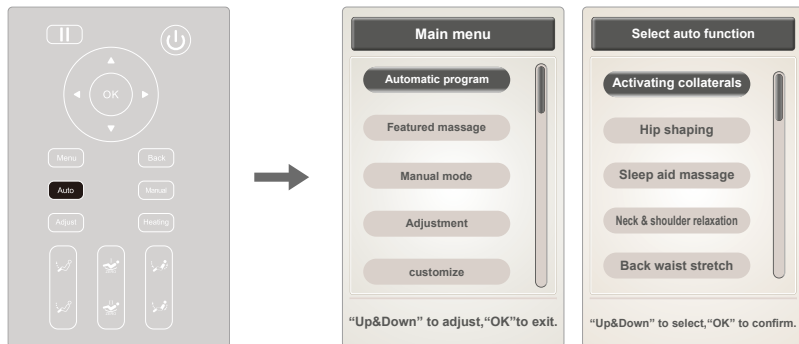 OK
Menu
Back
Auto
Manual
Adjust
Heating
Main menu
Automatic program
Featured massage
Manual mode
Adjustment
customize
“Up&Down” to adjust,“OK”to exit.
Select auto function
Activating collaterals
Hip shaping
Sleep aid massage
Neck & shoulder relaxation
Back waist stretch
“Up&Down” to select,“OK” to confirm.